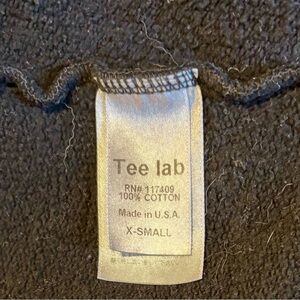 Tee lab
RN# 117409
100% COTTON
Made in U.S.A.
X-SMALL